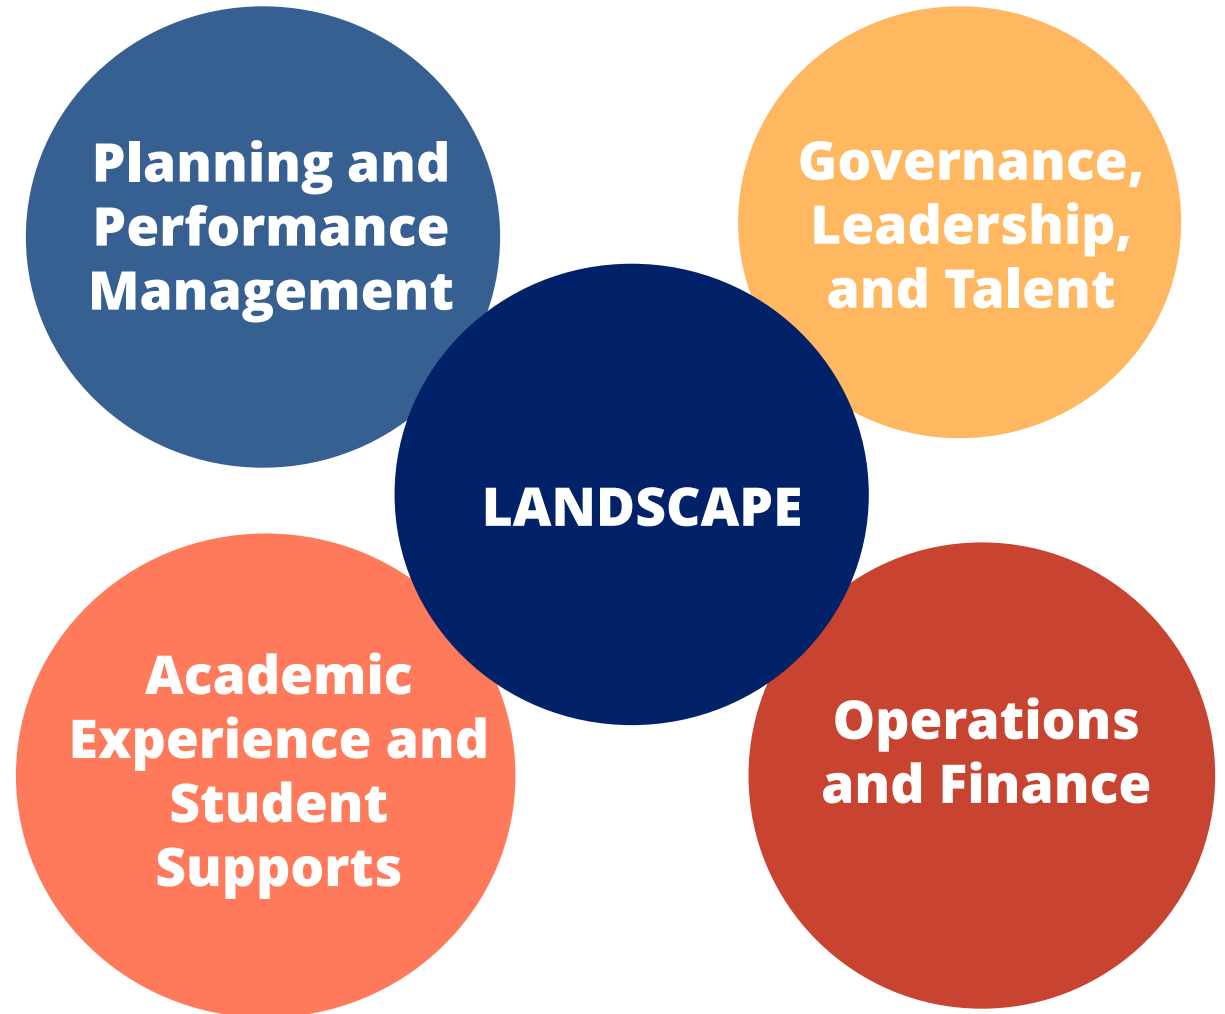 Planning and
Performance
Management
Governance,
Leadership,
and Talent
LANDSCAPE
Academic
Experience and
Student
Supports
Operations
and Finance